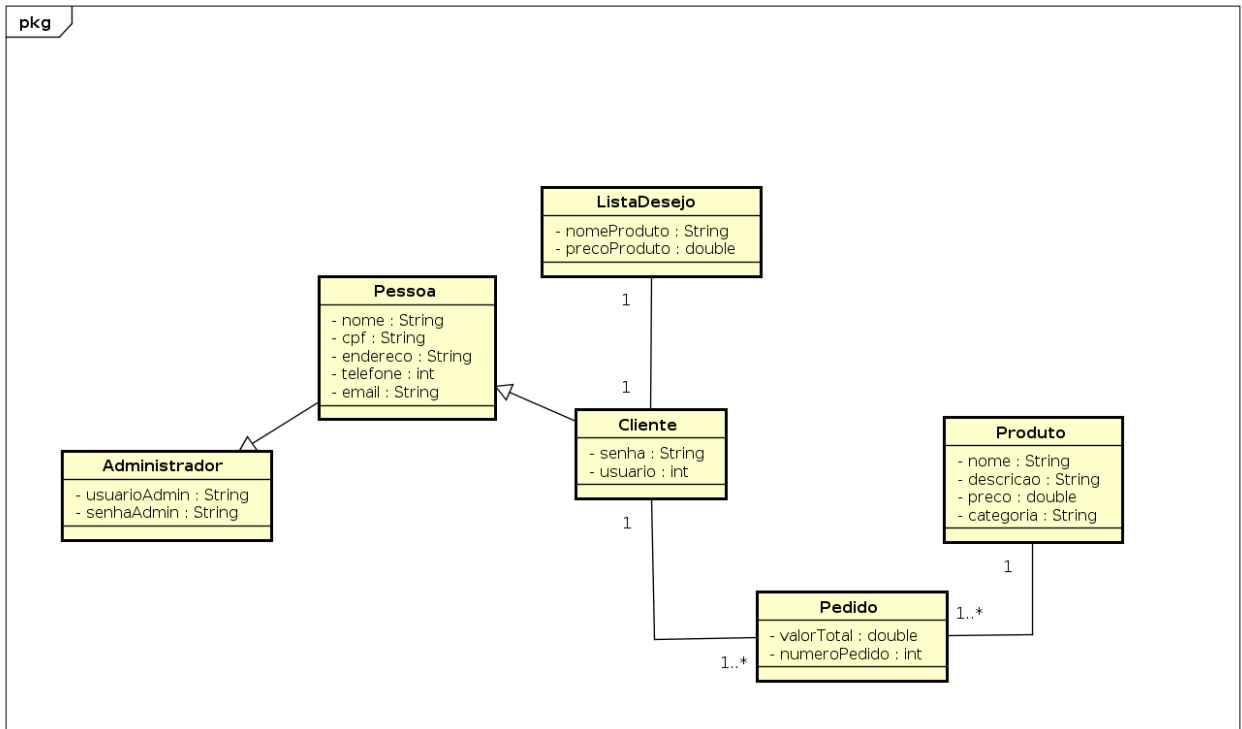 pkg
ListaDesejo
- nomeProduto : String
- precoProduto : double
1
1
Pessoa
- nome : String
- cpf : String
- endereco : String
- telefone : int
- email : String
Administrador
- usuarioAdmin : String
- senhaAdmin : String
Cliente
- senha : String
- usuario : int
1
1..*
Produto
- nome : String
- descricao : String
- preco : double
- categoria : String
1
1..*
Pedido
- valorTotal : double
- numeroPedido : int